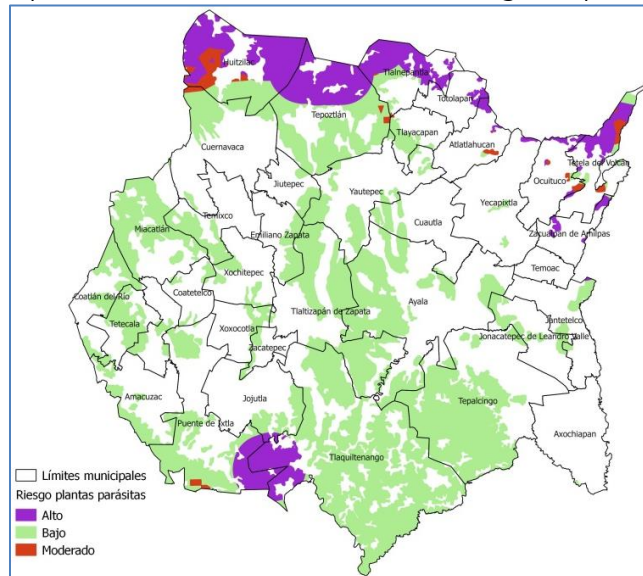 Huitzilac
Tlalnepantla
Totolapan
Tepoztlán
Tlayacapan
Cuernavaca
Atlatlahucan
Tetela del Volcán
Ocuituco
Jiutepec
Yautepec
Yecapixtla
Temixco
Cuautla
Miacatlán
Emiliano Zapata
Zacualpan de Amilpas
Xochitepec
Temoac
Coatlán del Río
Coatetelco
Ayala
Tlaltizapán de Zapata
Jantetelco
Tetecala
Xoxocotla
Jonacatepec de Leandro Valle
Zacatepec
Amacuzac
Jojutla
Tepalcingo
Puente de Ixtla
Axochiapan
Tlaquiltenango
Límites municipales
Riesgo plantas parásitas
Alto
Bajo
Moderado